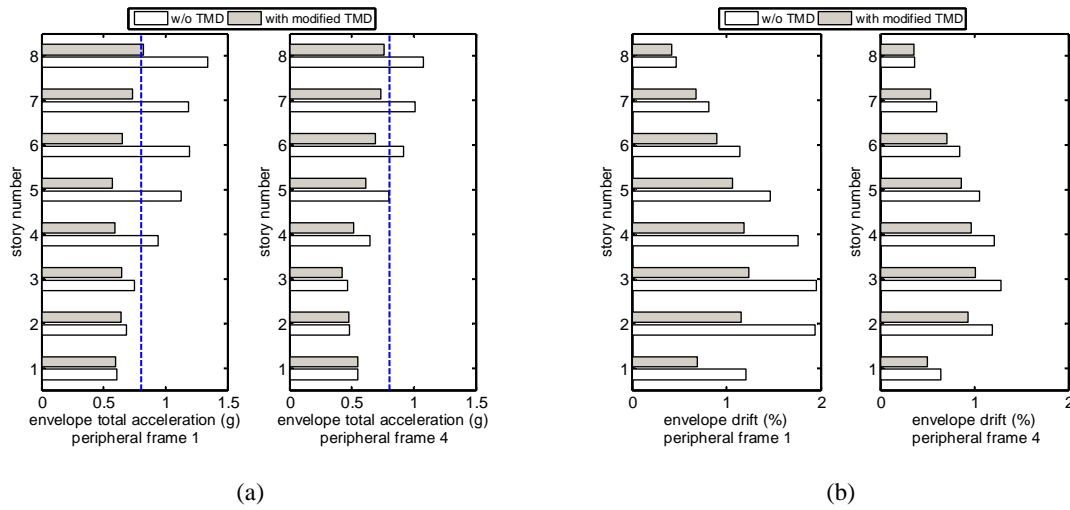 w/o TMD with modified TMD
8
7
6
5
4
3
2
1
story number
0 0.5 1 1.5
envelope total acceleration (g)
peripheral frame 1
8
7
6
5
4
3
2
1
story number
0 0.5 1 1.5
envelope total acceleration (g)
peripheral frame 4
(a)
w/o TMD with modified TMD
8
7
6
5
4
3
2
1
story number
0 1 2
envelope drift (%)
peripheral frame 1
8
7
6
5
4
3
2
1
story number
0 1 2
envelope drift (%)
peripheral frame 4
(b)